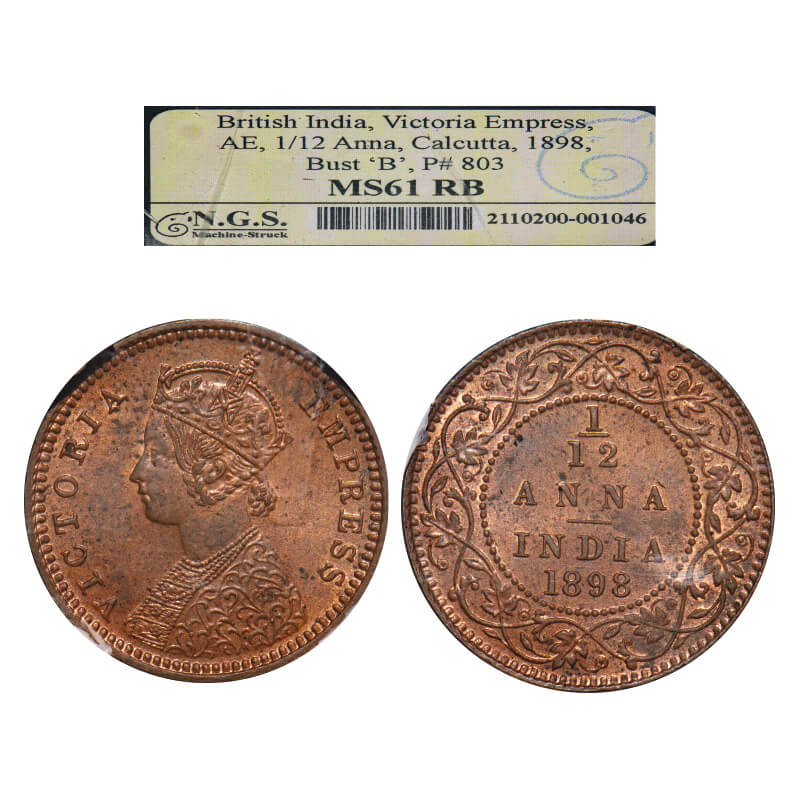 British India, Victoria Empress,
AE, 1/12 Anna, Calcutta, 1898,
Bust ‘B’, P# 803
MS61 RB
N.G.S.
Machine-Struck
2110200-001046
VICTORIA EMPRESS
1
12
ANNA
INDIA
1898